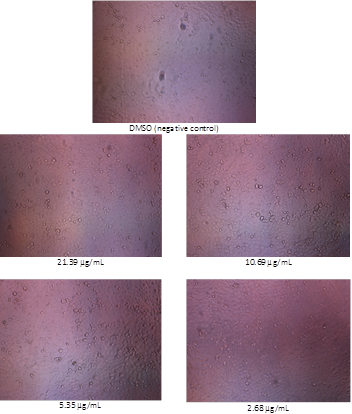 DMSO (negative control)
21.39 µg/mL
10.69 µg/mL
5.35 µg/mL
2.68 µg/mL